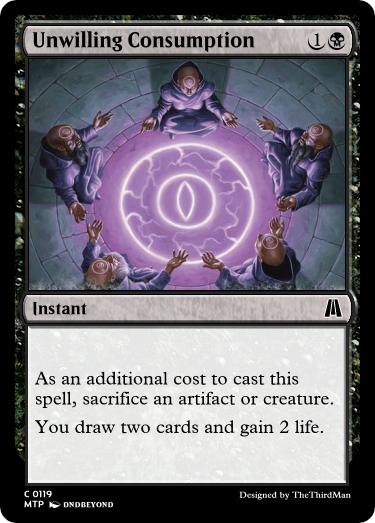 Unwilling Consumption 1
Instant
As an additional cost to cast this
spell, sacrifice an artifact or creature.
You draw two cards and gain 2 life.
C 0119
MTP DNDBEYOND
Designed by TheThirdMan